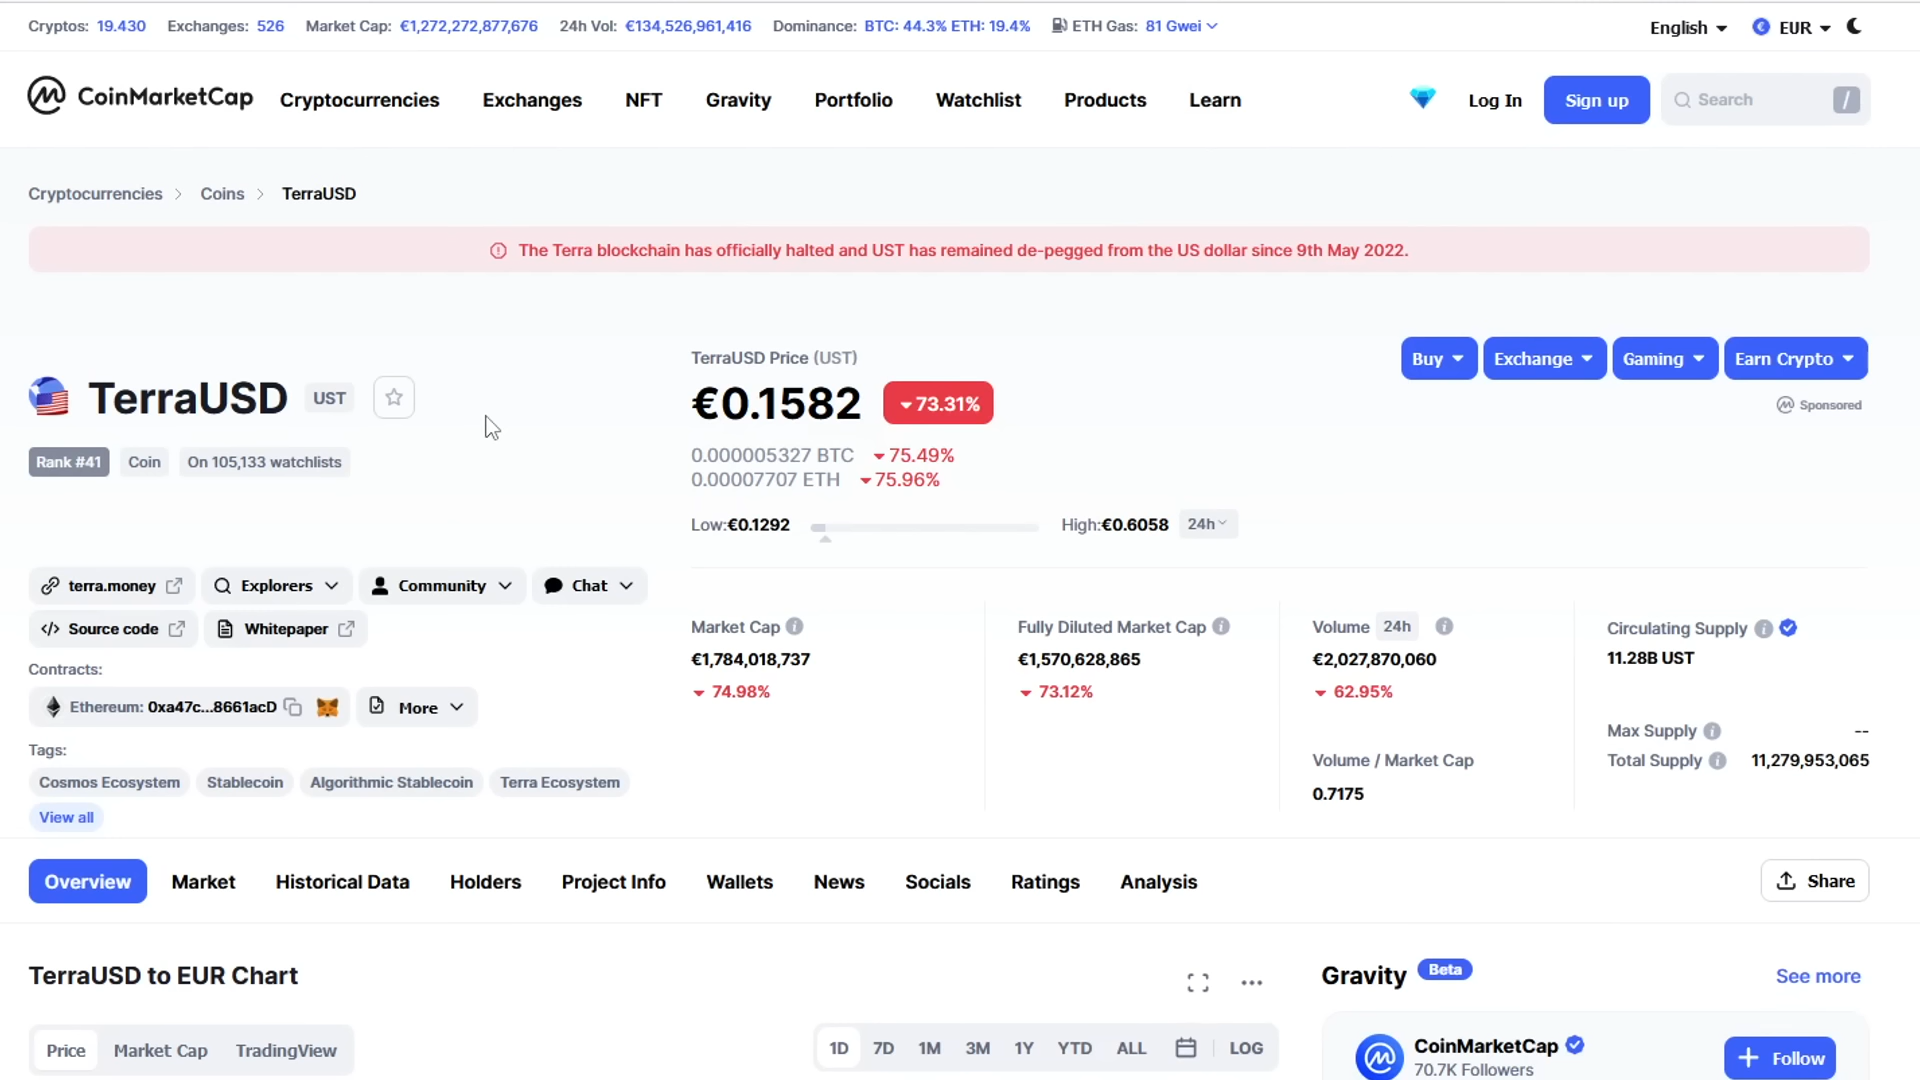 Cryptos: 19.430 Exchanges: 526 Market Cap: €1,272,272,877,676 24h Vol: €134,526,961,416 Dominance: BTC: 44.3% ETH: 19.4% ETH Gas: 81 Gwei English EUR
CoinMarketCap Cryptocurrencies Exchanges NFT Gravity Portfolio Watchlist Products Learn Log In Sign up Search /
Cryptocurrencies > Coins > TerraUSD
The Terra blockchain has officially halted and UST has remained de-pegged from the US dollar since 9th May 2022.
TerraUSD UST
Rank #41 Coin On 105,133 watchlists
TerraUSD Price (UST)
€0.1582 73.31%
0.000005327 BTC 75.49%
0.00007707 ETH 75.96%
Low:€0.1292 High:€0.6058 24h
Buy Exchange Gaming Earn Crypto
Sponsored
terra.money Explorers Community Chat
Source code Whitepaper
Contracts:
Ethereum: 0xa47c...8661acD More
Tags:
Cosmos Ecosystem Stablecoin Algorithmic Stablecoin Terra Ecosystem
View all
Market Cap
€1,784,018,737
74.98%
Fully Diluted Market Cap
€1,570,628,865
73.12%
Volume 24h
€2,027,870,060
62.95%
Volume / Market Cap
0.7175
Circulating Supply
11.28B UST
Max Supply --
Total Supply 11,279,953,065
Overview Market Historical Data Holders Project Info Wallets News Socials Ratings Analysis Share
TerraUSD to EUR Chart
Price Market Cap TradingView 1D 7D 1M 3M 1Y YTD ALL LOG
Gravity Beta See more
CoinMarketCap
70.7K Followers
+ Follow